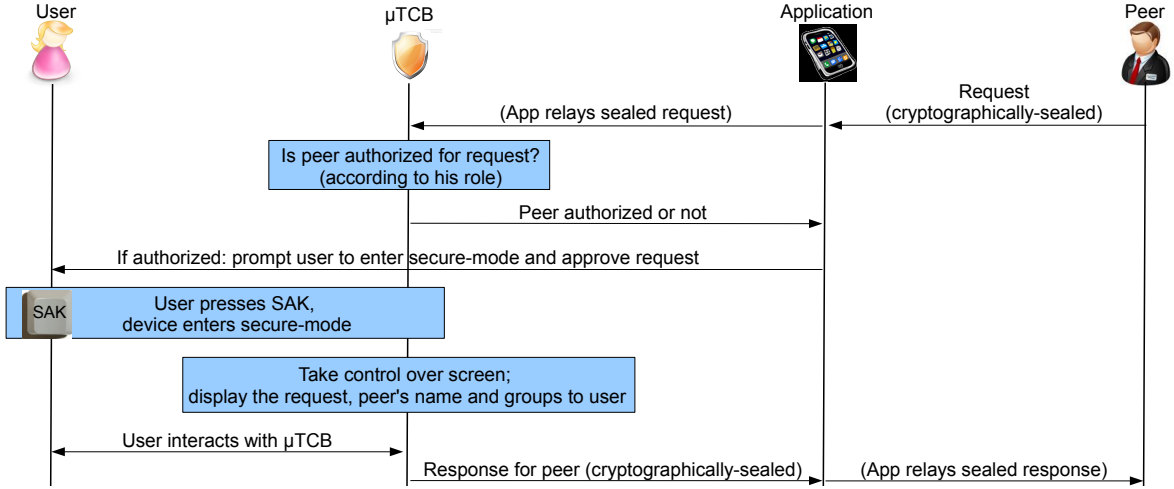 User
µTCB
Application
Peer
Request
(cryptographically-sealed)
(App relays sealed request)
Is peer authorized for request?
(according to his role)
Peer authorized or not
If authorized: prompt user to enter secure-mode and approve request
SAK
User presses SAK,
device enters secure-mode
Take control over screen;
display the request, peer's name and groups to user
User interacts with µTCB
Response for peer (cryptographically-sealed)
(App relays sealed response)